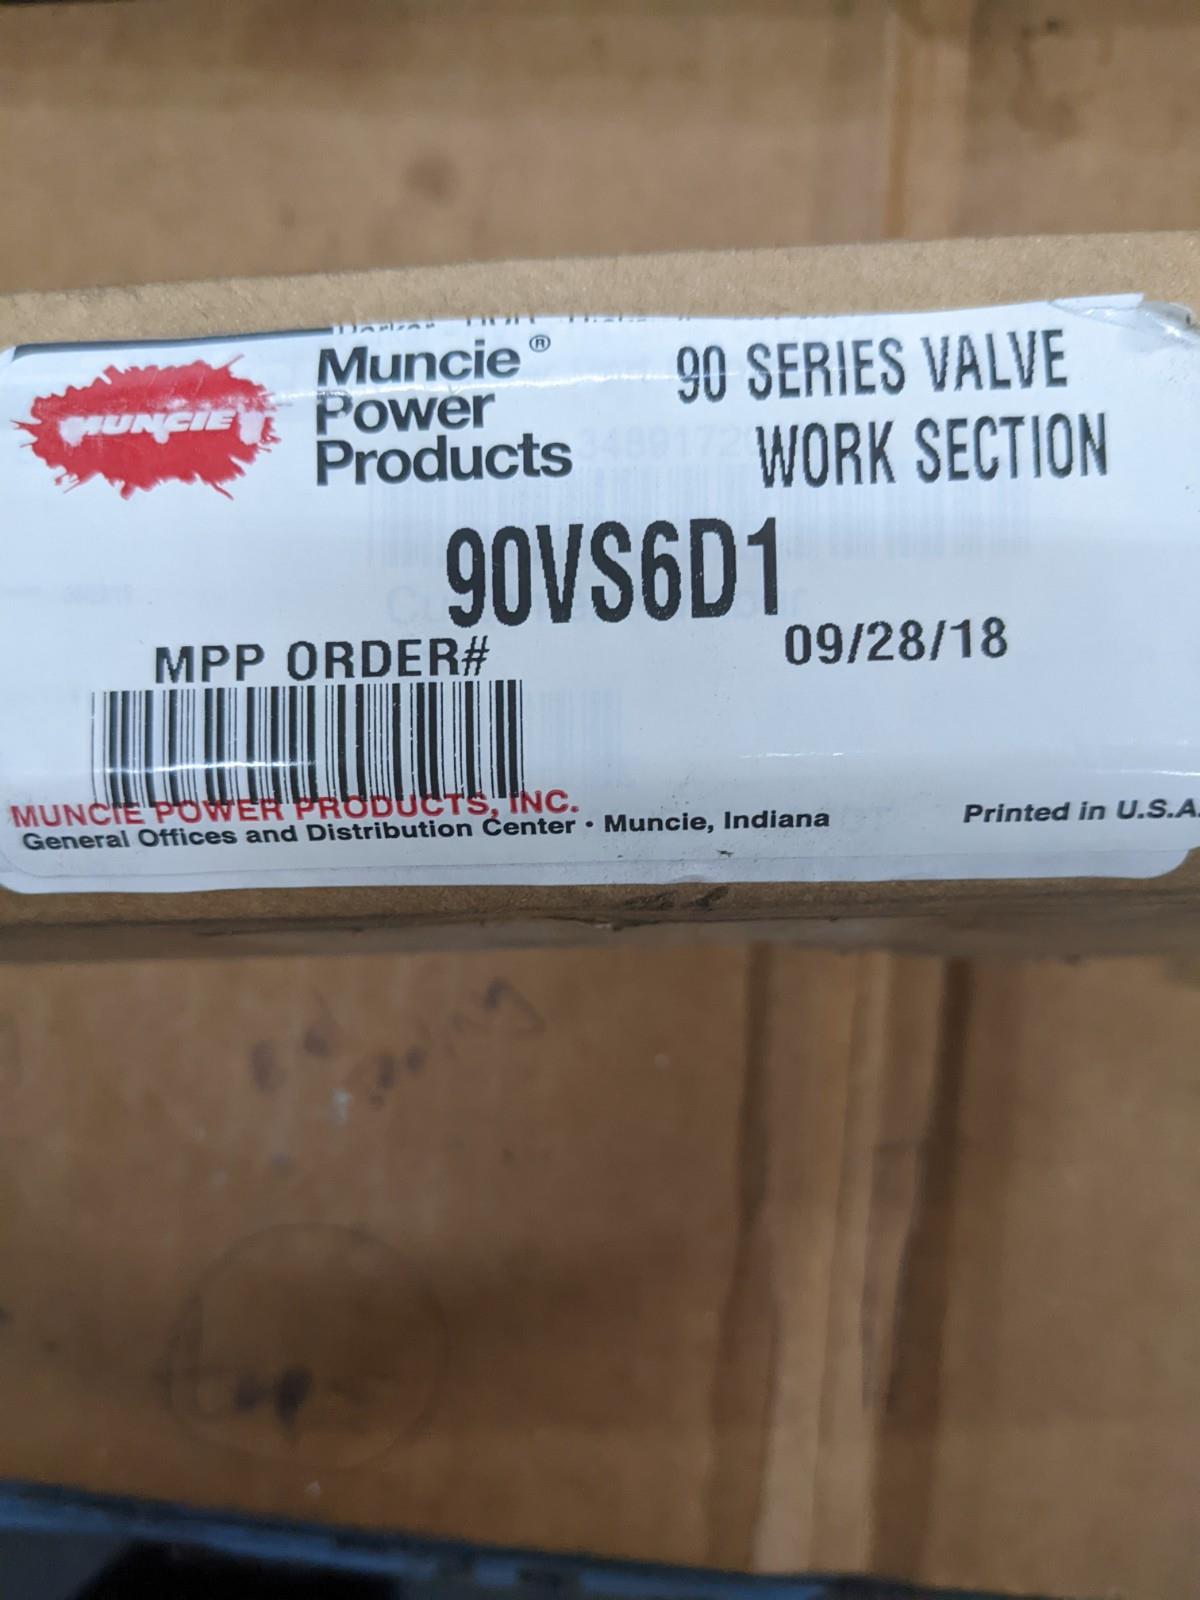 MUNCIE
Muncie®
Power
Products
90 SERIES VALVE
WORK SECTION
90VS6D1
MPP ORDER#
09/28/18
MUNCIE POWER PRODUCTS, INC.
General Offices and Distribution Center • Muncie, Indiana
Printed in U.S.A.